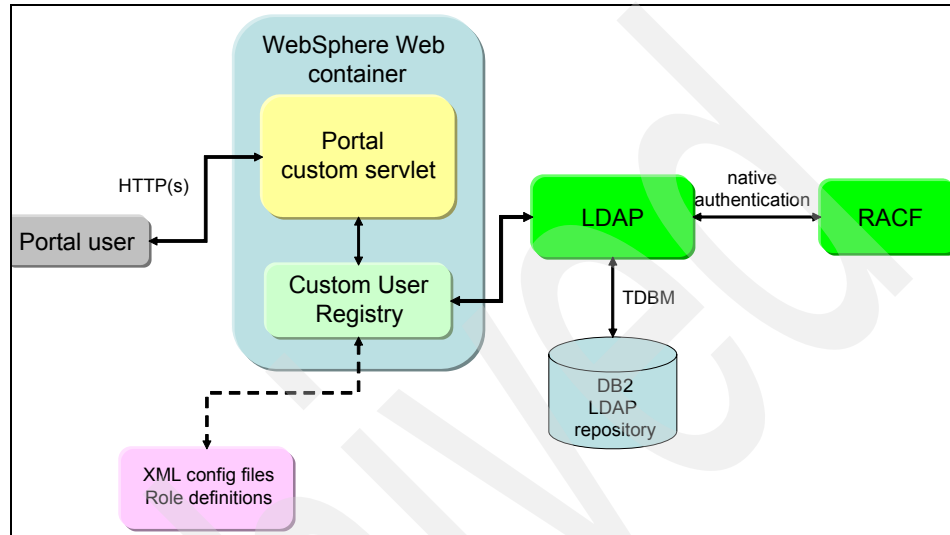 WebSphere Web
container
Portal
custom servlet
HTTP(s)
Portal user
Custom User
Registry
LDAP
native
authentication
RACF
TDBM
DB2
LDAP
repository
XML config files
Role definitions